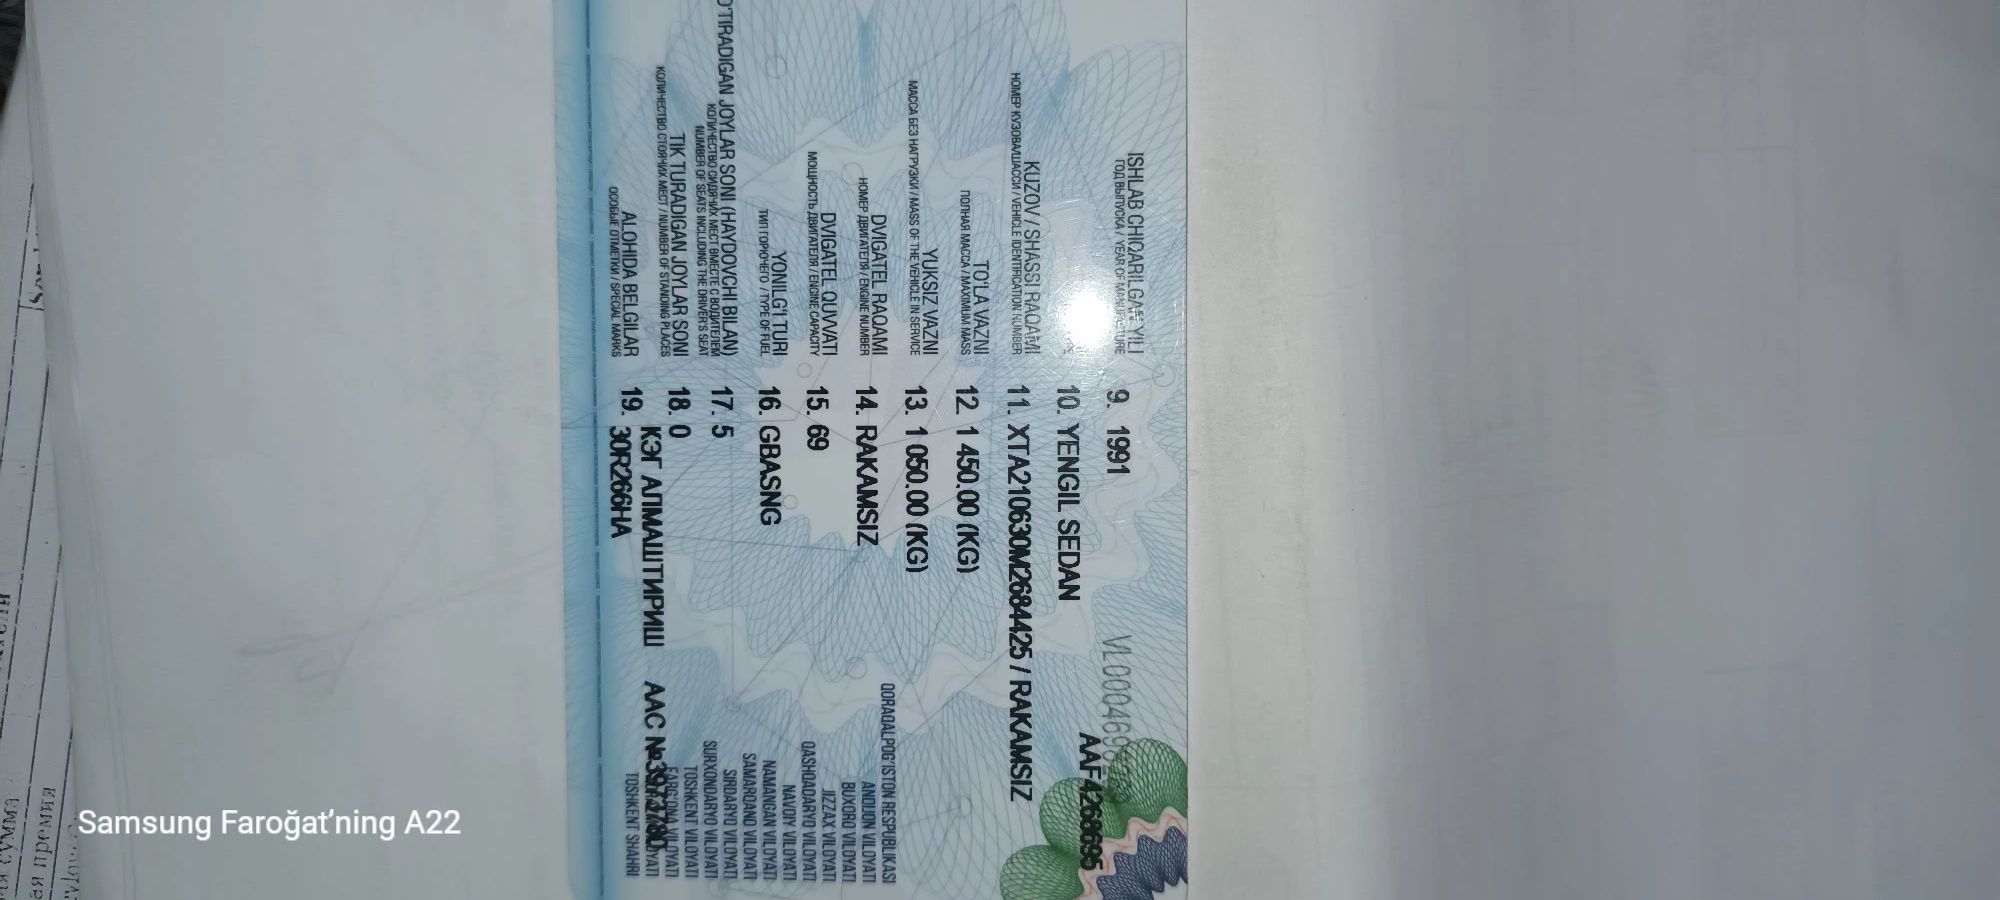 ISHLAB CHIQARILGAN YILI 9. 1991
ГОД ВЫПУСКА / YEAR OF MANUFACTURE
10. YENGIL SEDAN
KUZOV / SHASSI RAQAMI 11. XTA210630M2684425 / RAKAMSIZ
НОМЕР КУЗОВА/ШАССИ / VEHICLE IDENTIFICATION NUMBER
TO'LA VAZNI 12. 1 450.00 (KG)
ПОЛНАЯ МАССА / MAXIMUM MASS
YUKSIZ VAZNI 13. 1 050.00 (KG)
МАССА БЕЗ НАГРУЗКИ / MASS OF THE VEHICLE IN SERVICE
DVIGATEL RAQAMI 14. RAKAMSIZ
НОМЕР ДВИГАТЕЛЯ / ENGINE NUMBER
DVIGATEL QUVVATI 15. 69
МОЩНОСТЬ ДВИГАТЕЛЯ / ENGINE CAPACITY
YONILG'I TURI 16. GBASNG
ТИП ГОРЮЧЕГО / TYPE OF FUEL
O'TIRADIGAN JOYLAR SONI (HAYDOVCHI BILAN) 17. 5
КОЛИЧЕСТВО СИДЯЧИХ МЕСТ ВМЕСТЕ С ВОДИТЕЛЕМ
NUMBER OF SEATS INCLUDING THE DRIVER'S SEAT
TIK TURADIGAN JOYLAR SONI 18. 0
КОЛИЧЕСТВО СТОЯЧИХ МЕСТ / NUMBER OF STANDING PLACES
КЭГ АЛМАШТИРИШ ААС №3973780
ALOHIDA BELGILAR 19. 30R266HA
ОСОБЫЕ ОТМЕТКИ / SPECIAL MARKS
AAF4268695
QORAQALPOG'ISTON RESPUBLIKASI
ANDIJON VILOYATI
BUXORO VILOYATI
JIZZAX VILOYATI
QASHQADARYO VILOYATI
NAVOIY VILOYATI
NAMANGAN VILOYATI
SAMARQAND VILOYATI
SIRDARYO VILOYATI
SURXONDARYO VILOYATI
TOSHKENT VILOYATI
FARG'ONA VILOYATI
TOSHKENT SHAHRI
Samsung Faroğat'ning A22